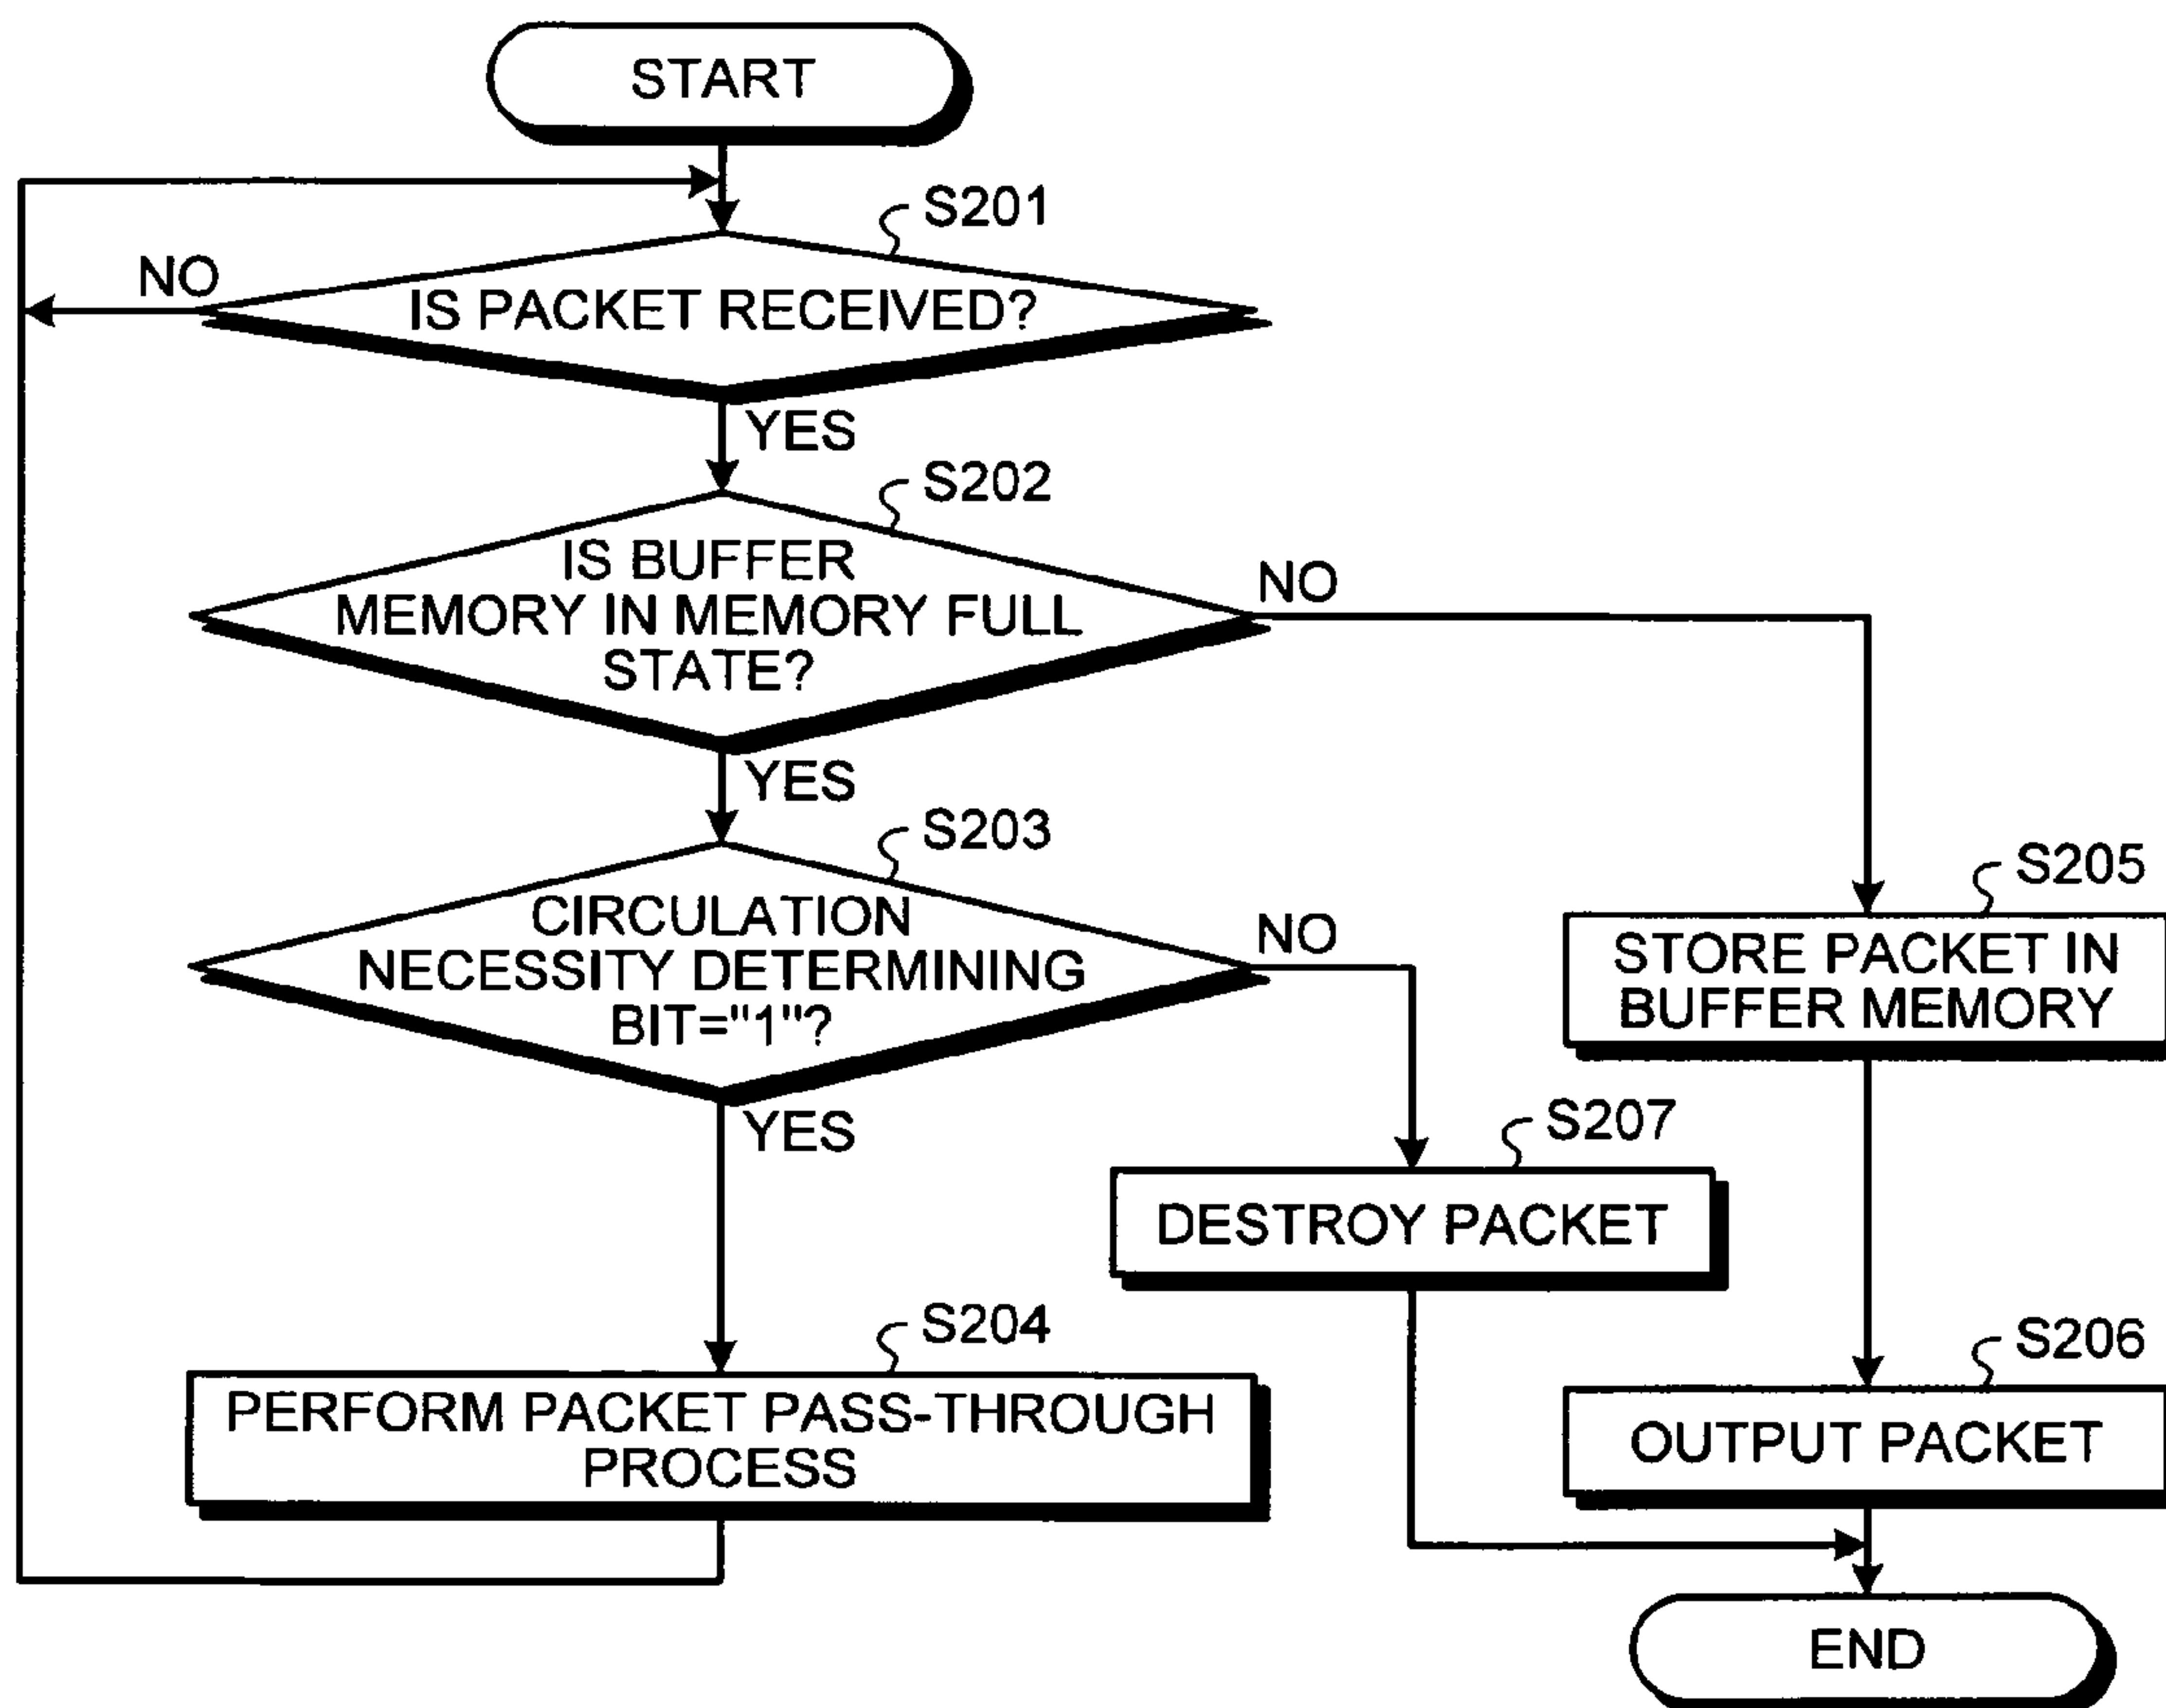 START
S201
NO
IS PACKET RECEIVED?
YES
S202
IS BUFFER
MEMORY IN MEMORY FULL
STATE?
NO
YES
S203
CIRCULATION
NECESSITY DETERMINING
BIT="1"?
NO
YES
S205
STORE PACKET IN
BUFFER MEMORY
S207
DESTROY PACKET
S204
PERFORM PACKET PASS-THROUGH
PROCESS
S206
OUTPUT PACKET
END